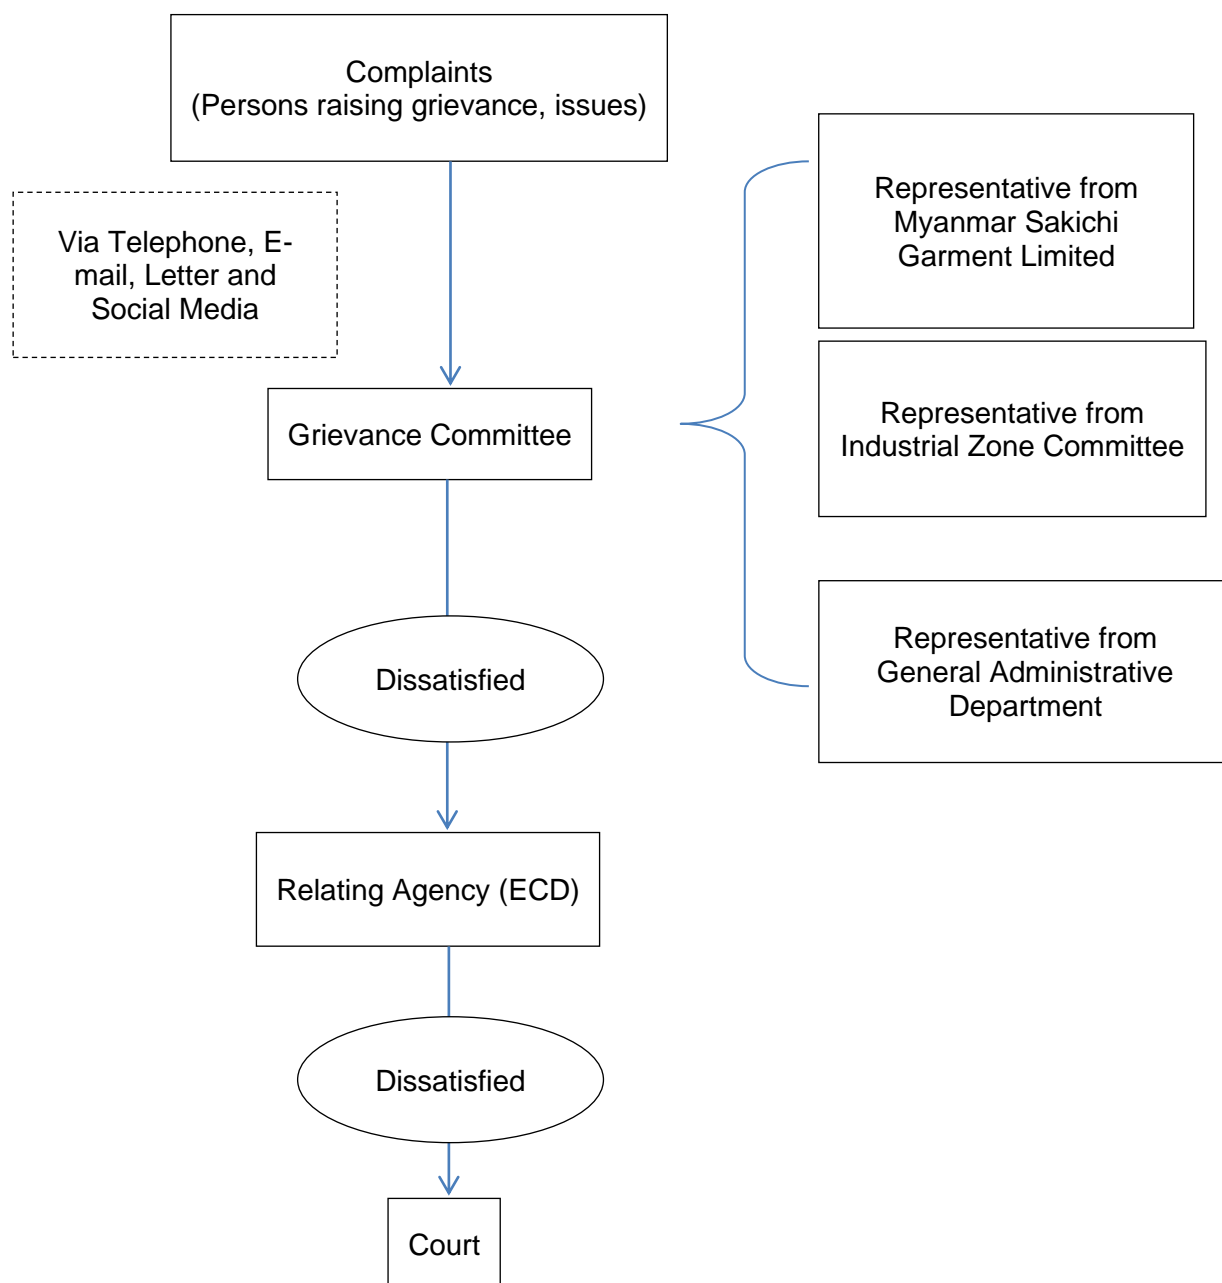 Complaints
(Persons raising grievance, issues)
Via Telephone, E-
mail, Letter and
Social Media
Grievance Committee
Representative from
Myanmar Sakichi
Garment Limited
Representative from
Industrial Zone Committee
Representative from
General Administrative
Department
Dissatisfied
Relating Agency (ECD)
Dissatisfied
Court